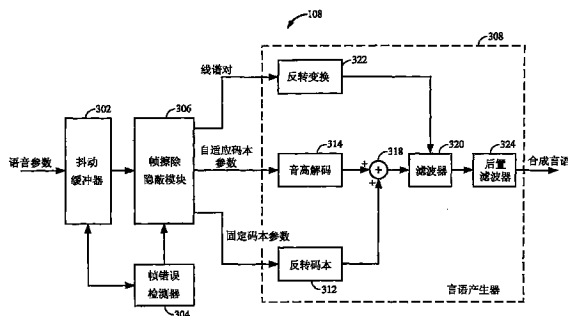 108
308
线谱对
322
反转变换
302
抖动
缓冲器
306
帧擦除
隐蔽模块
语音参数
自适应码本
参数
314
音高解码
+
318
+
+
320
滤波器
324
后置
滤波器
合成言语
固定码本参数
反转码本
312
帧错误
检测器
304
言语产生器